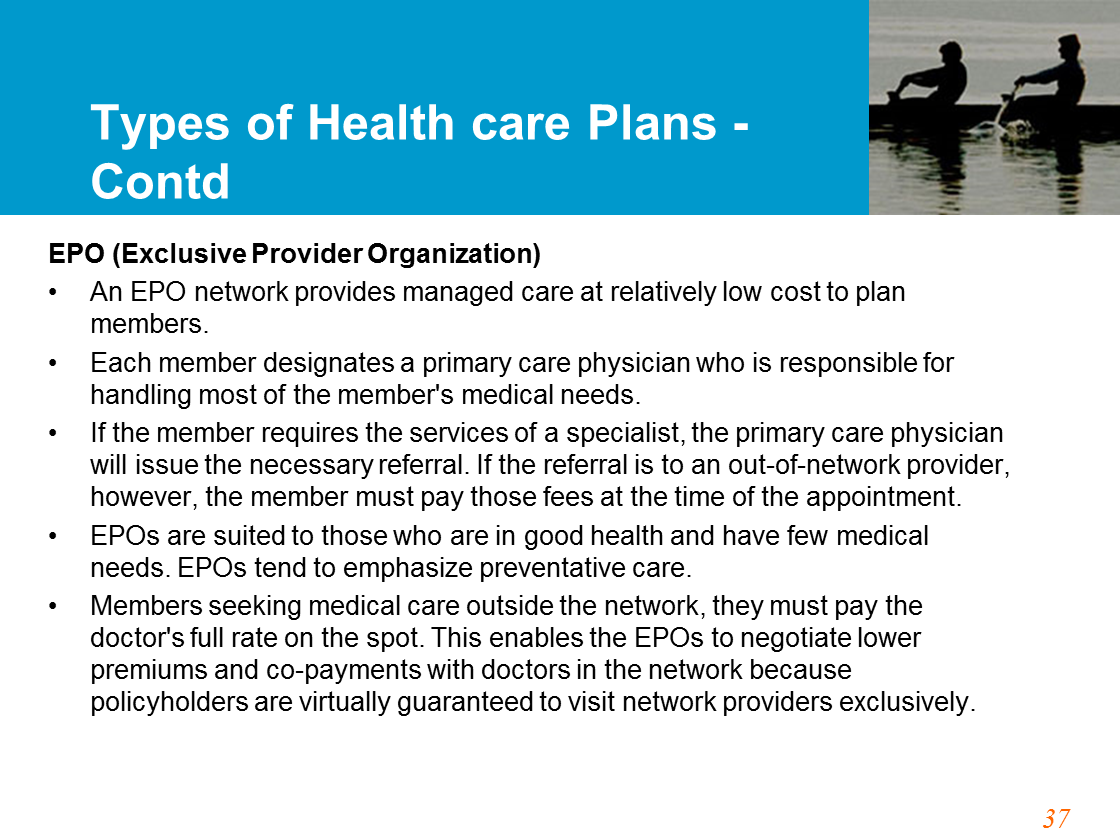 Types of Health care Plans -
Contd
EPO (Exclusive Provider Organization)
• An EPO network provides managed care at relatively low cost to plan
members.
• Each member designates a primary care physician who is responsible for
handling most of the member's medical needs.
• If the member requires the services of a specialist, the primary care physician
will issue the necessary referral. If the referral is to an out-of-network provider,
however, the member must pay those fees at the time of the appointment.
• EPOs are suited to those who are in good health and have few medical
needs. EPOs tend to emphasize preventative care.
• Members seeking medical care outside the network, they must pay the
doctor's full rate on the spot. This enables the EPOs to negotiate lower
premiums and co-payments with doctors in the network because
policyholders are virtually guaranteed to visit network providers exclusively.
37